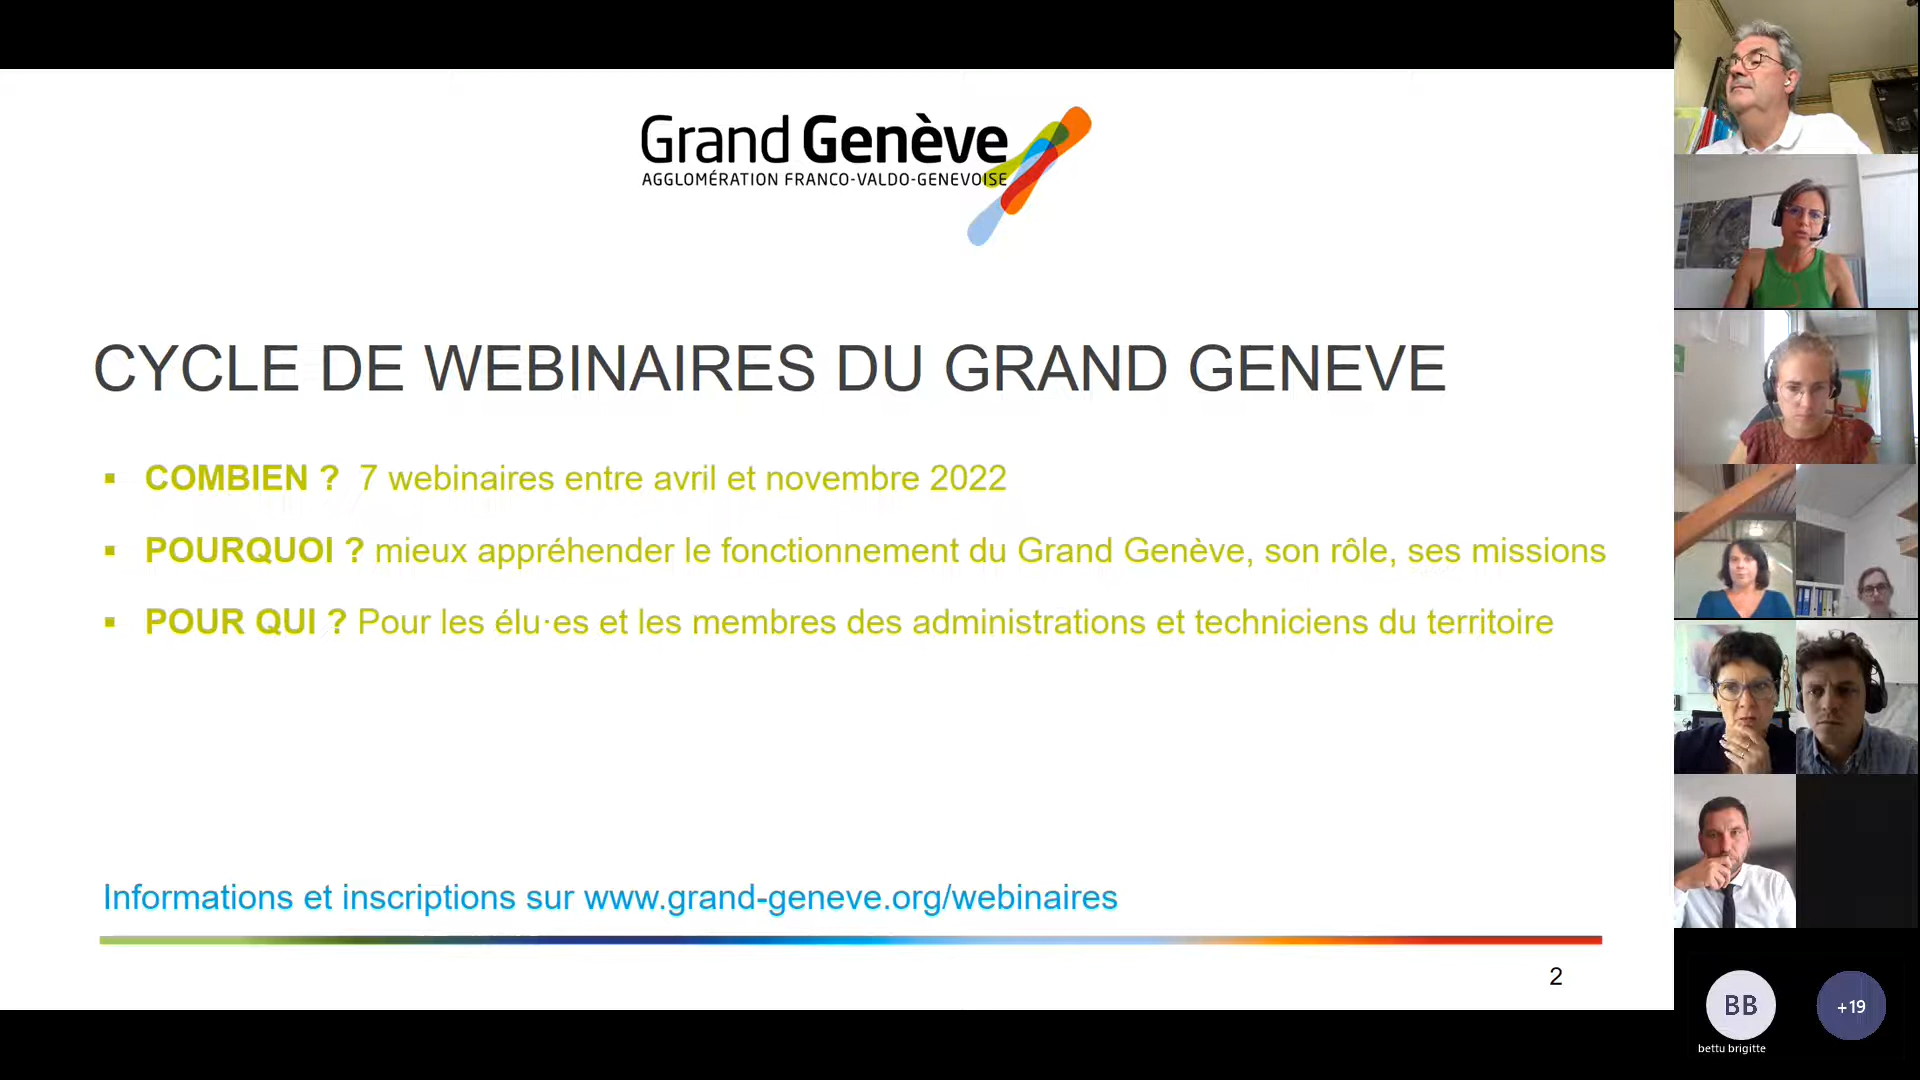 Grand Genève
AGGLOMÉRATION FRANCO-VALDO-GENEVOISE
CYCLE DE WEBINAIRES DU GRAND GENEVE
▪ COMBIEN ? 7 webinaires entre avril et novembre 2022
▪ POURQUOI ? mieux appréhender le fonctionnement du Grand Genève, son rôle, ses missions
▪ POUR QUI ? Pour les élu·es et les membres des administrations et techniciens du territoire
Informations et inscriptions sur www.grand-geneve.org/webinaires
2
BB
bettu brigitte
+19